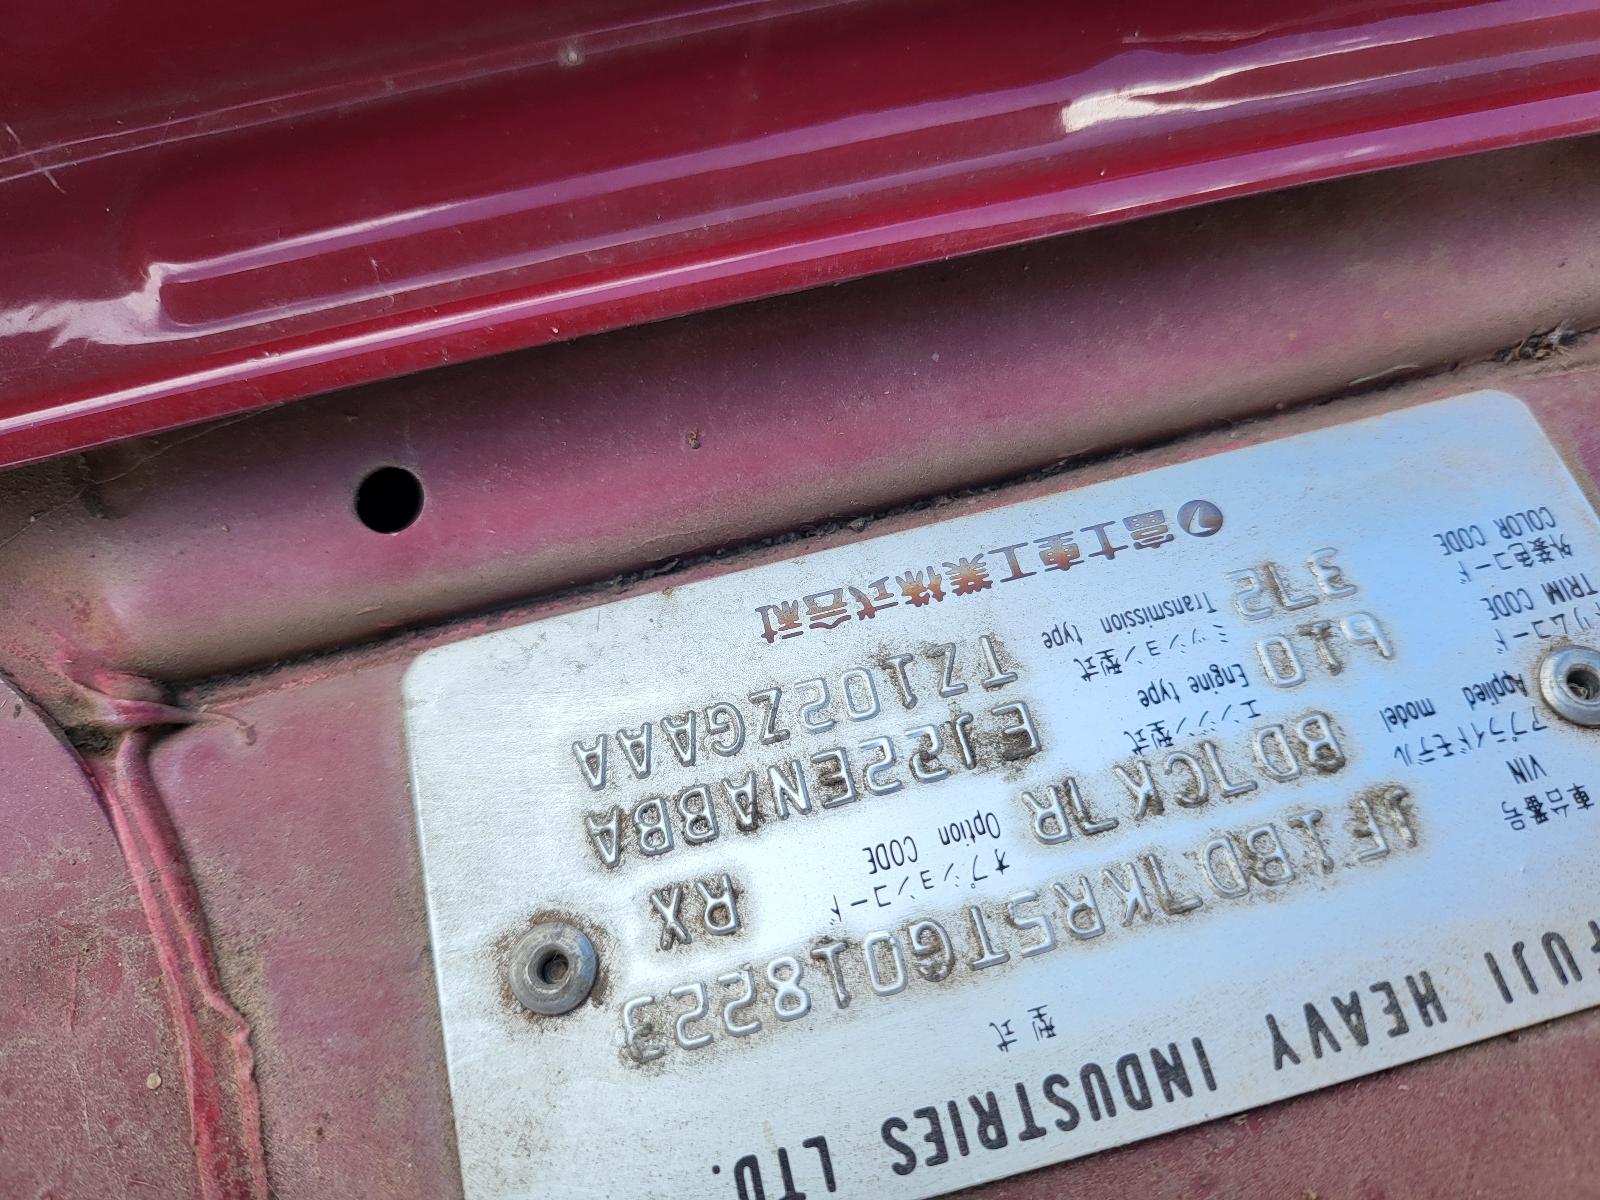 FUJI HEAVY INDUSTRIES LTD.
型式
車台番号
VIN
JF1BD7KR5TG018223
アプライドモデル
Applied model
BD7CK7R
オプションコード
Option CODE
RX
トリムコード
TRIM CODE
610
エンジン型式
Engine type
EJ22ENABBA
外装色コード
COLOR CODE
372
ミッション型式
Transmission type
TZ102ZGAAA
富士重工業株式会社